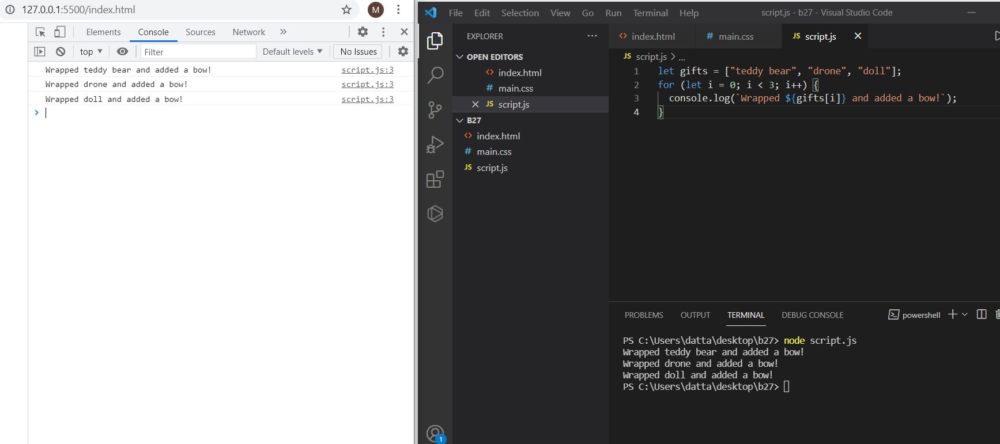 127.0.0.1:5500/index.html
M
Elements Console Sources Network »
top ▼ Filter Default levels ▼ No Issues
Wrapped teddy bear and added a bow! script.js:3
Wrapped drone and added a bow! script.js:3
Wrapped doll and added a bow! script.js:3
>
File Edit Selection View Go Run Terminal Help script.js - b27 - Visual Studio Code
EXPLORER ...
OPEN EDITORS
<> index.html
# main.css
JS script.js
B27
<> index.html
# main.css
JS script.js
1
<> index.html # main.css JS script.js
JS script.js > ...
1 let gifts = ["teddy bear", "drone", "doll"];
2 for (let i = 0; i < 3; i++) {
3 console.log(`Wrapped ${gifts[i]} and added a bow!`);
4 }
PROBLEMS OUTPUT TERMINAL DEBUG CONSOLE powershell
PS C:\Users\datta\desktop\b27> node script.js
Wrapped teddy bear and added a bow!
Wrapped drone and added a bow!
Wrapped doll and added a bow!
PS C:\Users\datta\desktop\b27>